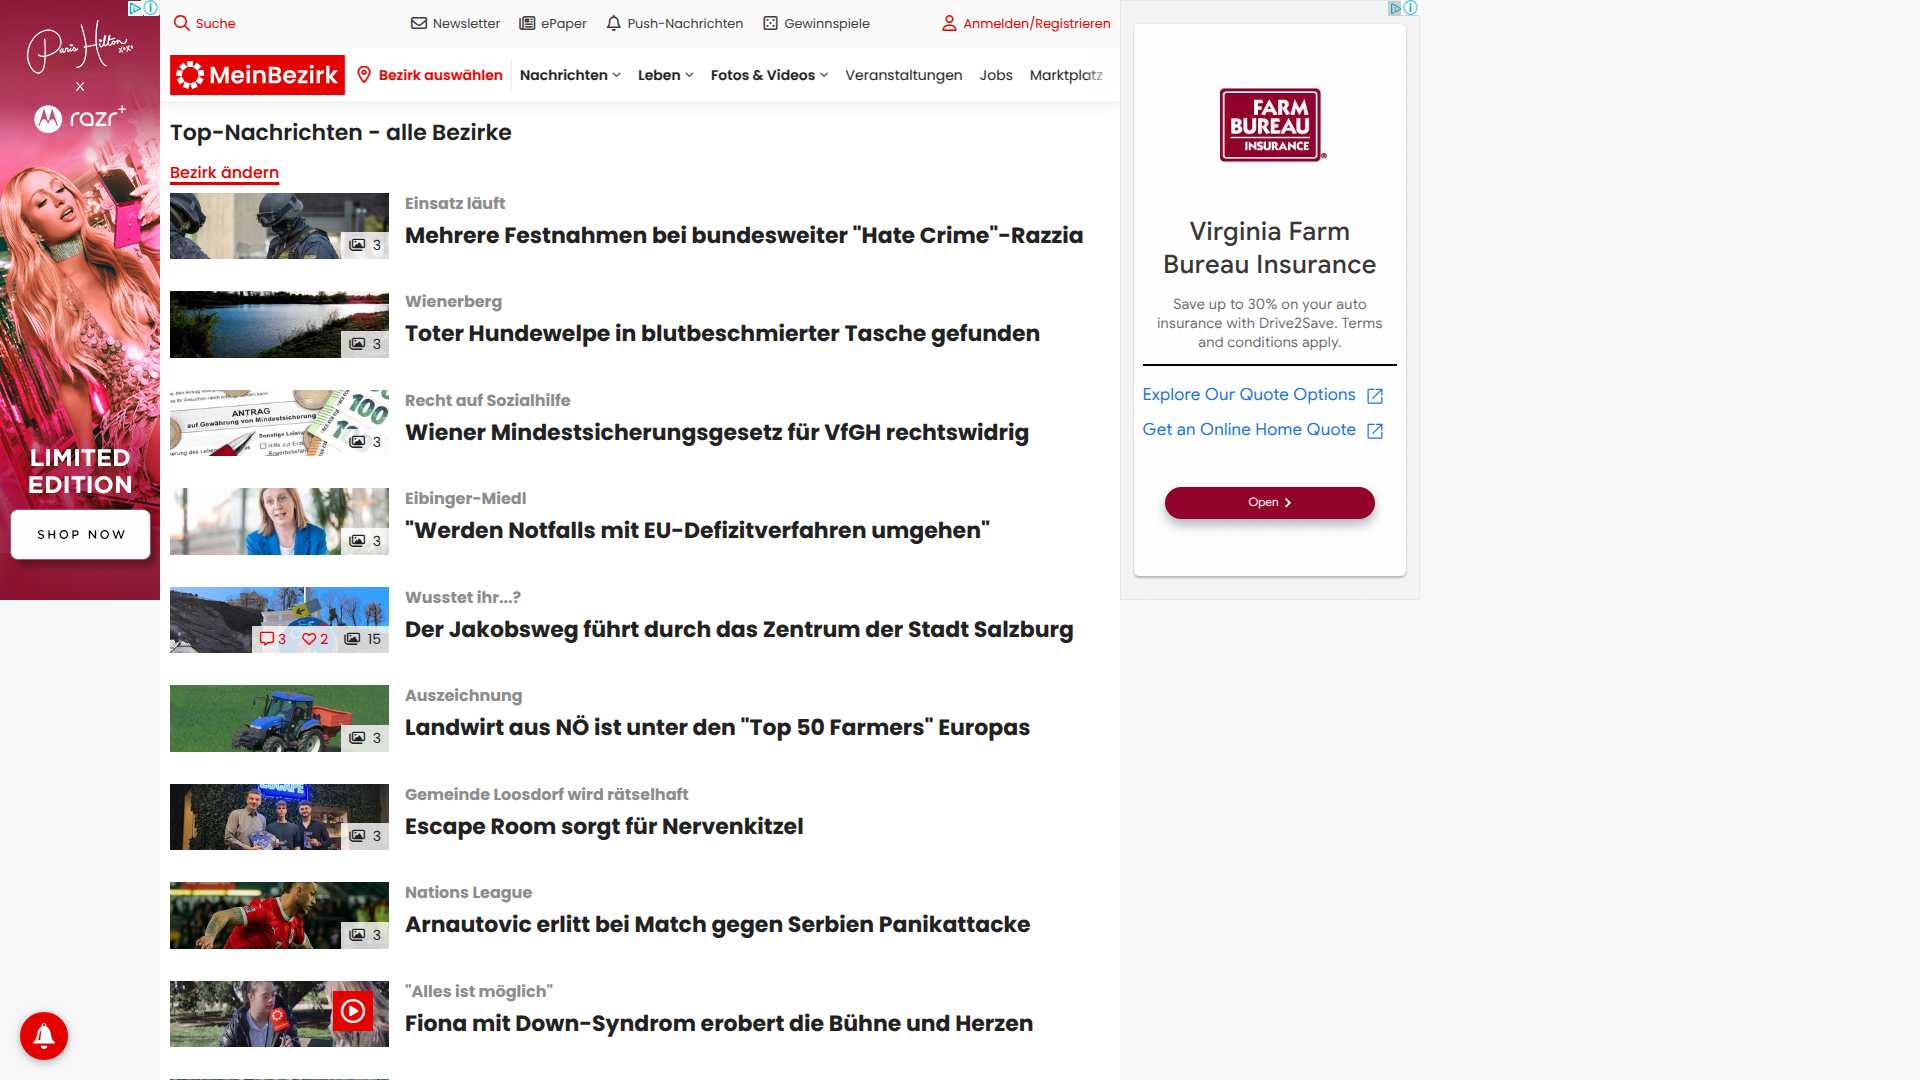 Paris Hilton
xoxo
x
razr+
LIMITED
EDITION
SHOP NOW
Suche
Newsletter
ePaper
Push-Nachrichten
Gewinnspiele
Anmelden/Registrieren
MeinBezirk
Bezirk auswählen
Nachrichten
Leben
Fotos & Videos
Veranstaltungen
Jobs
Marktplatz
Top-Nachrichten - alle Bezirke
Bezirk ändern
3
Einsatz läuft
Mehrere Festnahmen bei bundesweiter "Hate Crime"-Razzia
3
Wienerberg
Toter Hundewelpe in blutbeschmierter Tasche gefunden
ANTRAG
auf Gewährung von Mindestsicherung
100
3
Recht auf Sozialhilfe
Wiener Mindestsicherungsgesetz für VfGH rechtswidrig
3
Eibinger-Miedl
"Werden Notfalls mit EU-Defizitverfahren umgehen"
3
2
15
Wusstet ihr...?
Der Jakobsweg führt durch das Zentrum der Stadt Salzburg
3
Auszeichnung
Landwirt aus NÖ ist unter den "Top 50 Farmers" Europas
3
Gemeinde Loosdorf wird rätselhaft
Escape Room sorgt für Nervenkitzel
3
Nations League
Arnautovic erlitt bei Match gegen Serbien Panikattacke
"Alles ist möglich"
Fiona mit Down-Syndrom erobert die Bühne und Herzen
FARM
BUREAU
INSURANCE
Virginia Farm
Bureau Insurance
Save up to 30% on your auto
insurance with Drive2Save. Terms
and conditions apply.
Explore Our Quote Options
Get an Online Home Quote
Open